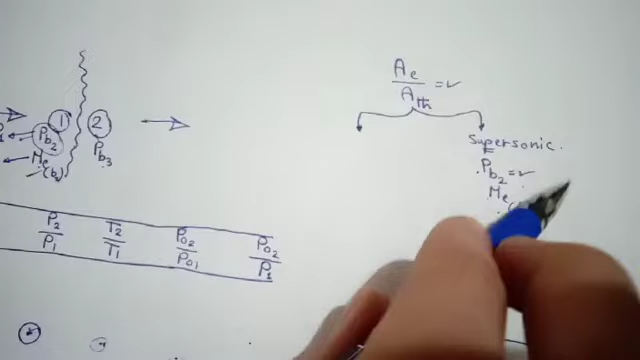 Ae/Ath = ✓
1 2
Pb2 Pb3
Me (b)
Supersonic.
Pb2 = ✓
Me
P2/P1 T2/T1 P02/P01 P02/P1